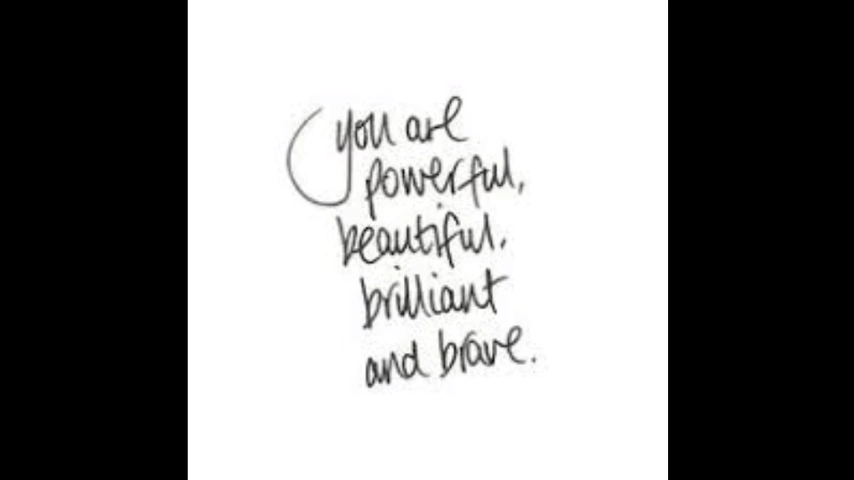 you are
powerful,
beautiful,
brilliant
and brave.